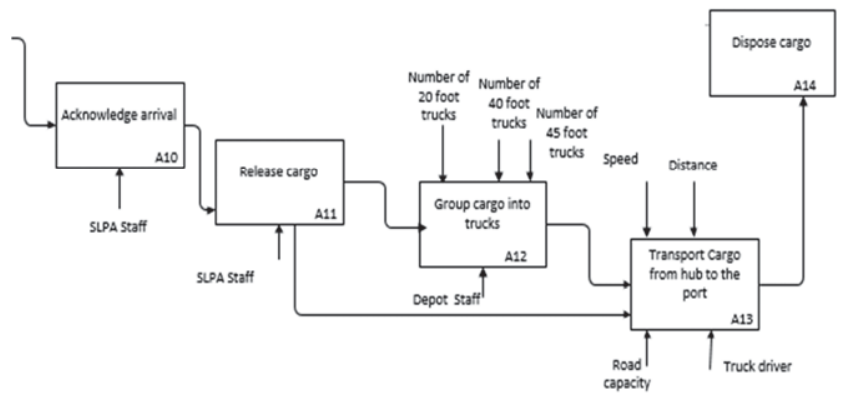 Dispose cargo
A14
Number of
20 foot
trucks
Number of
40 foot
trucks
Number of
45 foot
trucks
Acknowledge arrival
A10
Speed
Distance
Release cargo
A11
Group cargo into
trucks
A12
SLPA Staff
SLPA Staff
Depot Staff
Transport Cargo
from hub to the
port
A13
Road
capacity
Truck driver